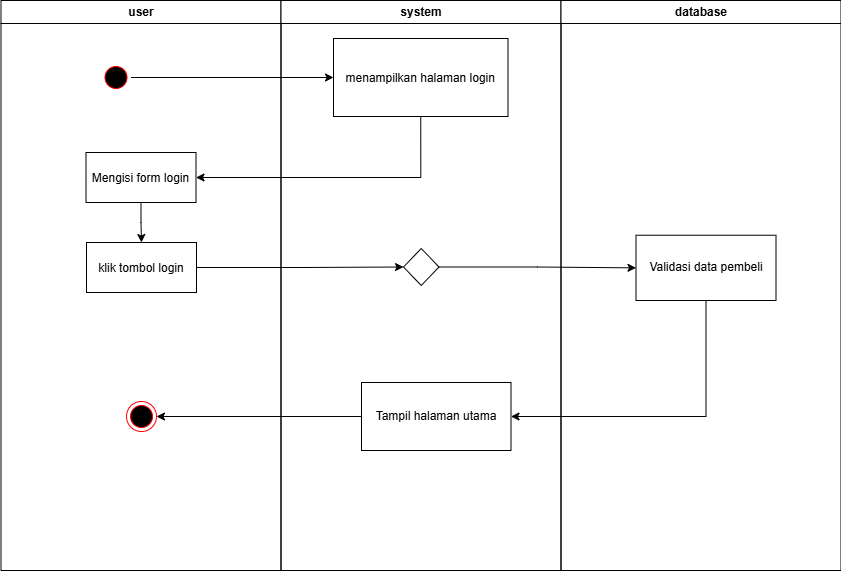 user
system
database
menampilkan halaman login
Mengisi form login
klik tombol login
Validasi data pembeli
Tampil halaman utama